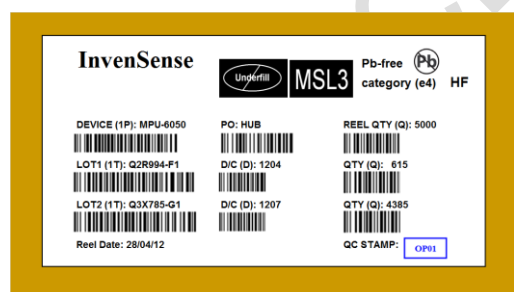 InvenSense
Underfill
MSL3
Pb-free
category (e4)
Pb
HF
DEVICE (1P): MPU-6050
PO: HUB
REEL QTY (Q): 5000
LOT1 (1T): Q2R994-F1
D/C (D): 1204
QTY (Q): 615
LOT2 (1T): Q3X785-G1
D/C (D): 1207
QTY (Q): 4385
Reel Date: 28/04/12
QC STAMP:
OP01